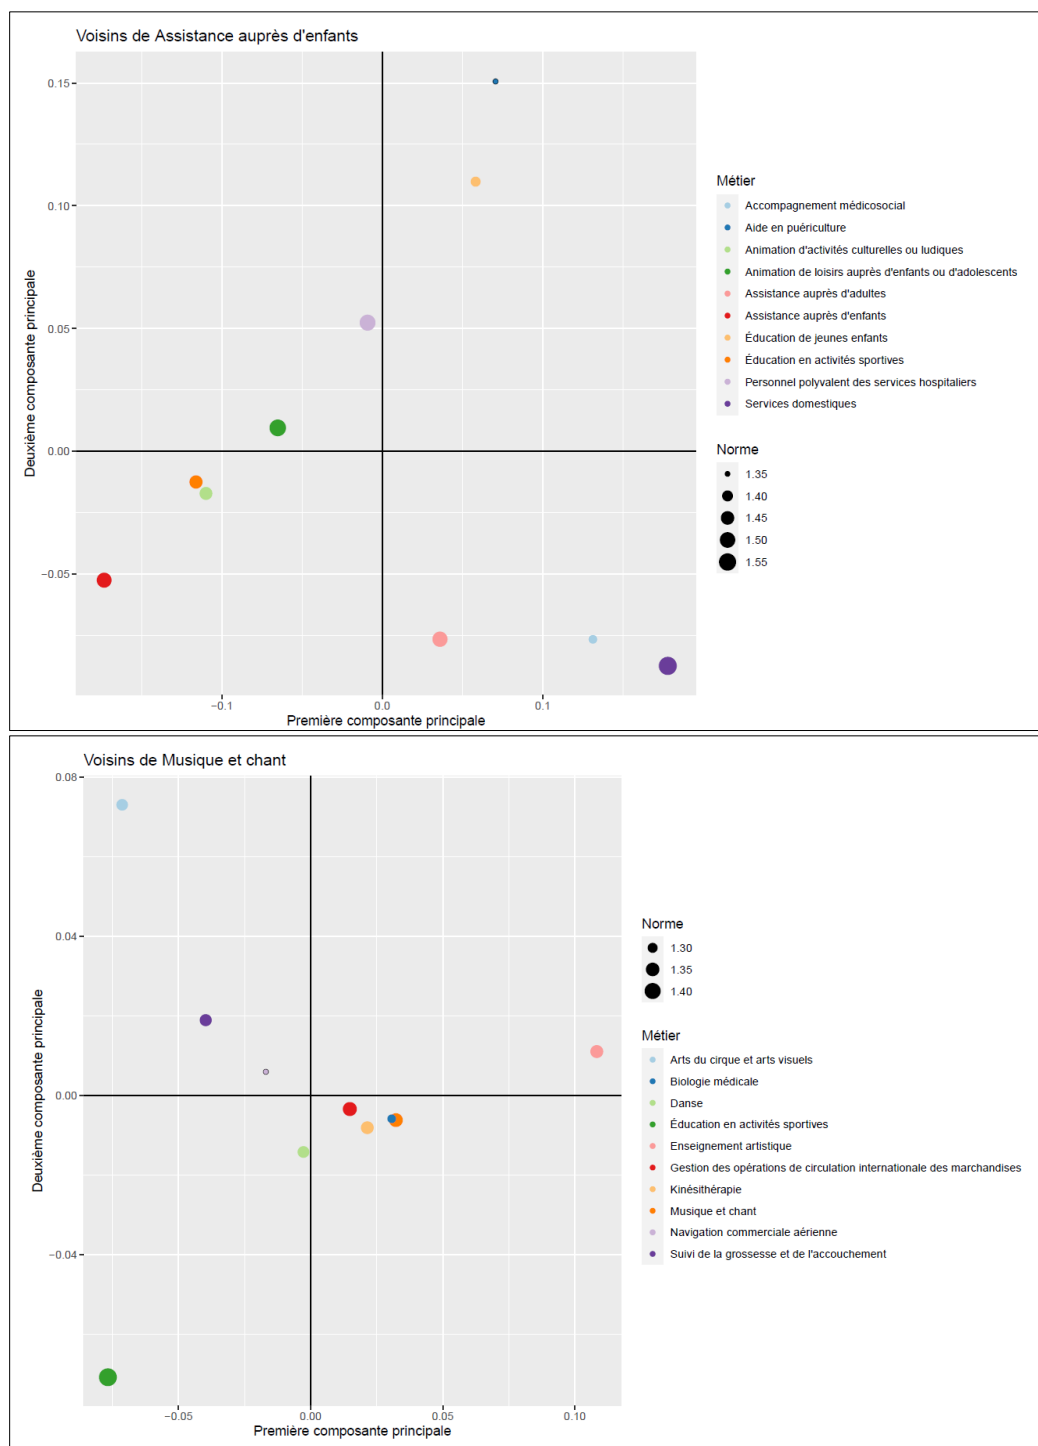 Voisins de Assistance auprès d'enfants
0.15
0.10
0.05
0.00
−0.05
Deuxième composante principale
−0.1
0.0
0.1
Première composante principale
Métier
Accompagnement médicosocial
Aide en puériculture
Animation d'activités culturelles ou ludiques
Animation de loisirs auprès d'enfants ou d'adolescents
Assistance auprès d'adultes
Assistance auprès d'enfants
Éducation de jeunes enfants
Éducation en activités sportives
Personnel polyvalent des services hospitaliers
Services domestiques
Norme
1.35
1.40
1.45
1.50
1.55
Voisins de Musique et chant
0.08
0.04
0.00
−0.04
Deuxième composante principale
−0.05
0.00
0.05
0.10
Première composante principale
Norme
1.30
1.35
1.40
Métier
Arts du cirque et arts visuels
Biologie médicale
Danse
Éducation en activités sportives
Enseignement artistique
Gestion des opérations de circulation internationale des marchandises
Kinésithérapie
Musique et chant
Navigation commerciale aérienne
Suivi de la grossesse et de l'accouchement